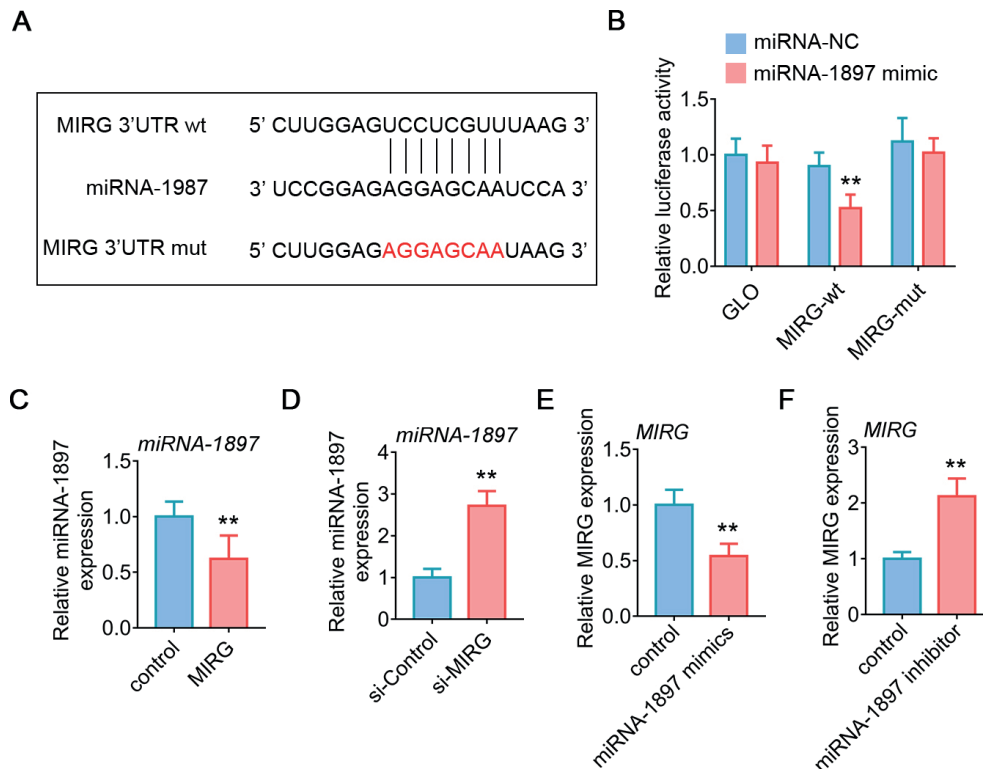 A
MIRG 3'UTR wt 5' CUUGGAGUCCUCGUUUAAG 3'
miRNA-1987 3' UCCGGAGAGGAGCAAUCCA 5'
MIRG 3'UTR mut 5' CUUGGAGAGGAGCAAUAAG 3'
B
miRNA-NC
miRNA-1897 mimic
Relative luciferase activity
1.5
1.0
0.5
0.0
**
GLO
MIRG-wt
MIRG-mut
C
miRNA-1897
Relative miRNA-1897
expression
1.5
1.0
0.5
0.0
**
control
MIRG
D
miRNA-1897
Relative miRNA-1897
expression
4
3
2
1
0
**
si-Control
si-MIRG
E
MIRG
Relative MIRG expression
1.5
1.0
0.5
0.0
**
control
miRNA-1897 mimics
F
MIRG
Relative MIRG expression
3
2
1
0
**
control
miRNA-1897 inhibitor